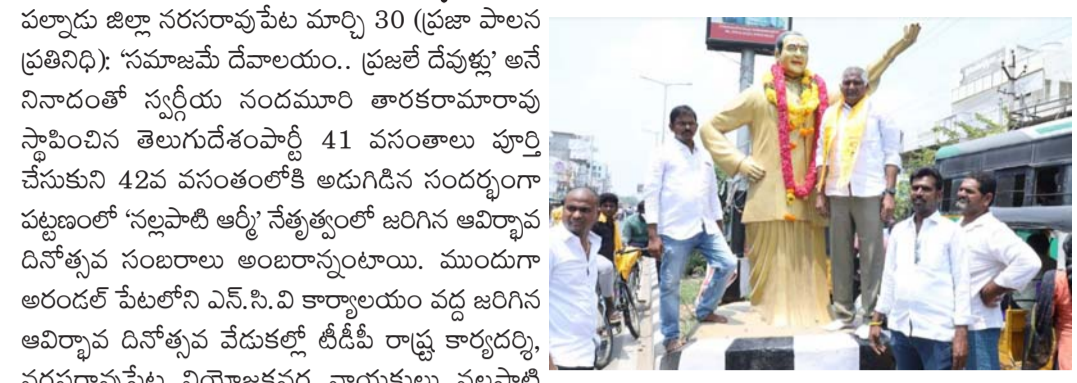 పల్నాడు జిల్లా నరసరావుపేట మార్చి 30 (ప్రజా పాలన
ప్రతినిధి): ‘సమాజమే దేవాలయం.. ప్రజలే దేవుళ్లు’ అనే
నినాదంతో స్వర్గీయ నందమూరి తారకరామారావు
స్థాపించిన తెలుగుదేశంపార్టీ 41 వసంతాలు పూర్తి
చేసుకుని 42వ వసంతంలోకి అడుగిడిన సందర్భంగా
పట్టణంలో ‘నల్లపాటి ఆర్మీ’ నేతృత్వంలో జరిగిన ఆవిర్భావ
దినోత్సవ సంబరాలు అంబరాన్నంటాయి. ముందుగా
అరండల్ పేటలోని ఎన్.సి.వి కార్యాలయం వద్ద జరిగిన
ఆవిర్భావ దినోత్సవ వేడుకల్లో టీడీపీ రాష్ట్ర కార్యదర్శి,